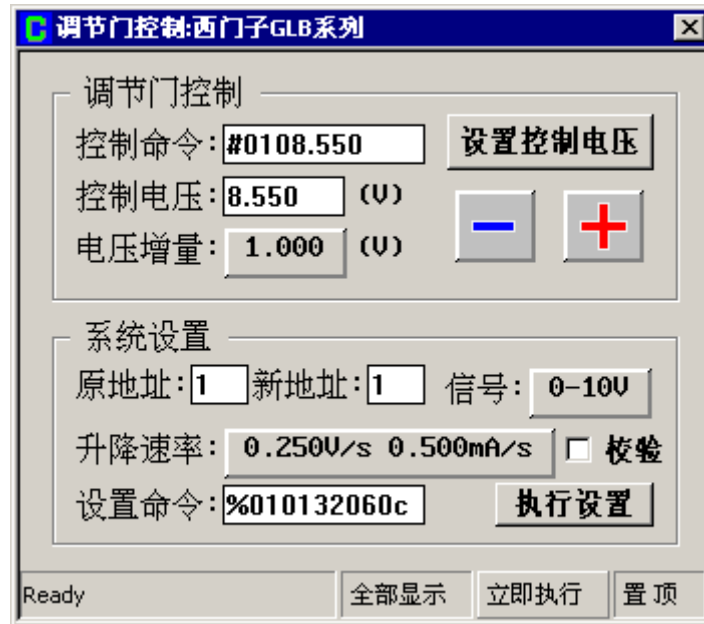 C 调节门控制:西门子GLB系列
调节门控制
控制命令:#0108.550 设置控制电压
控制电压:8.550 (V)
电压增量: 1.000 (V)
系统设置
原地址:1 新地址:1 信号: 0-10V
升降速率: 0.250V/s 0.500mA/s 校验
设置命令:%010132060c 执行设置
Ready 全部显示 立即执行 置 顶